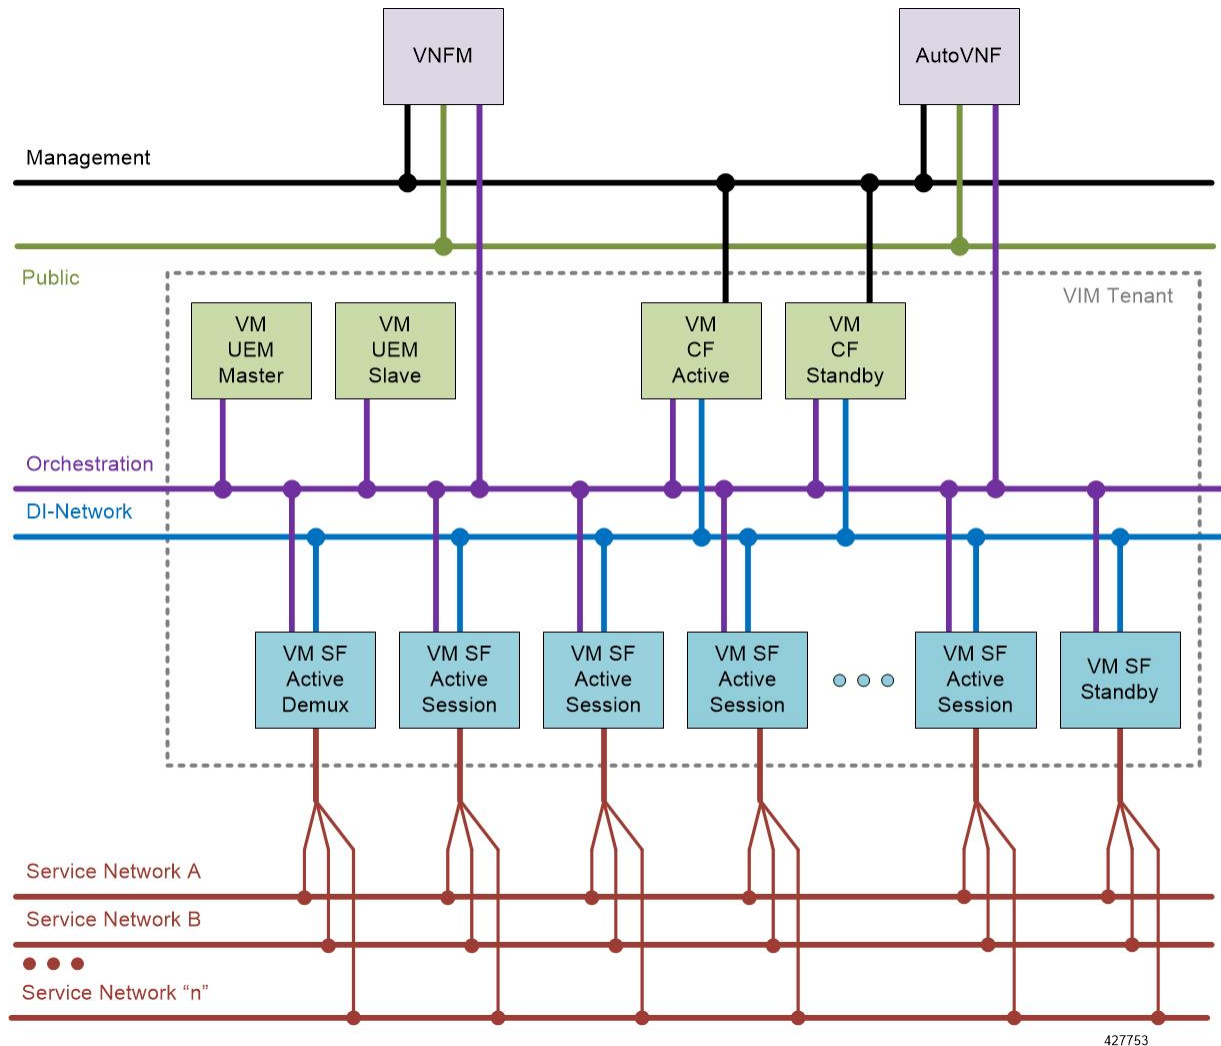 VNFM
AutoVNF
Management
Public
VIM Tenant
VM
UEM
Master
VM
UEM
Slave
VM
CF
Active
VM
CF
Standby
Orchestration
DI-Network
VM SF
Active
Demux
VM SF
Active
Session
VM SF
Active
Session
VM SF
Active
Session
VM SF
Active
Session
VM SF
Standby
Service Network A
Service Network B
Service Network “n”
427753